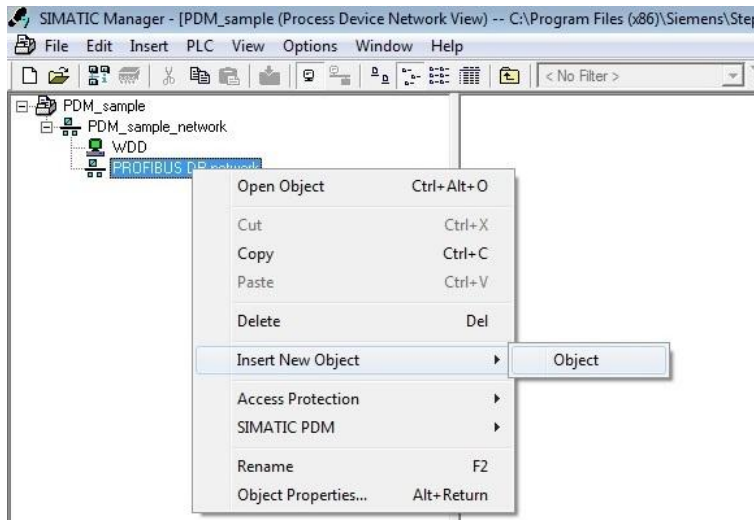 SIMATIC Manager - [PDM_sample (Process Device Network View) -- C:\Program Files (x86)\Siemens\Step
File Edit Insert PLC View Options Window Help
< No Filter >
PDM_sample
PDM_sample_network
WDD
PROFIBUS DP network
Open Object Ctrl+Alt+O
Cut Ctrl+X
Copy Ctrl+C
Paste Ctrl+V
Delete Del
Insert New Object Object
Access Protection
SIMATIC PDM
Rename F2
Object Properties... Alt+Return